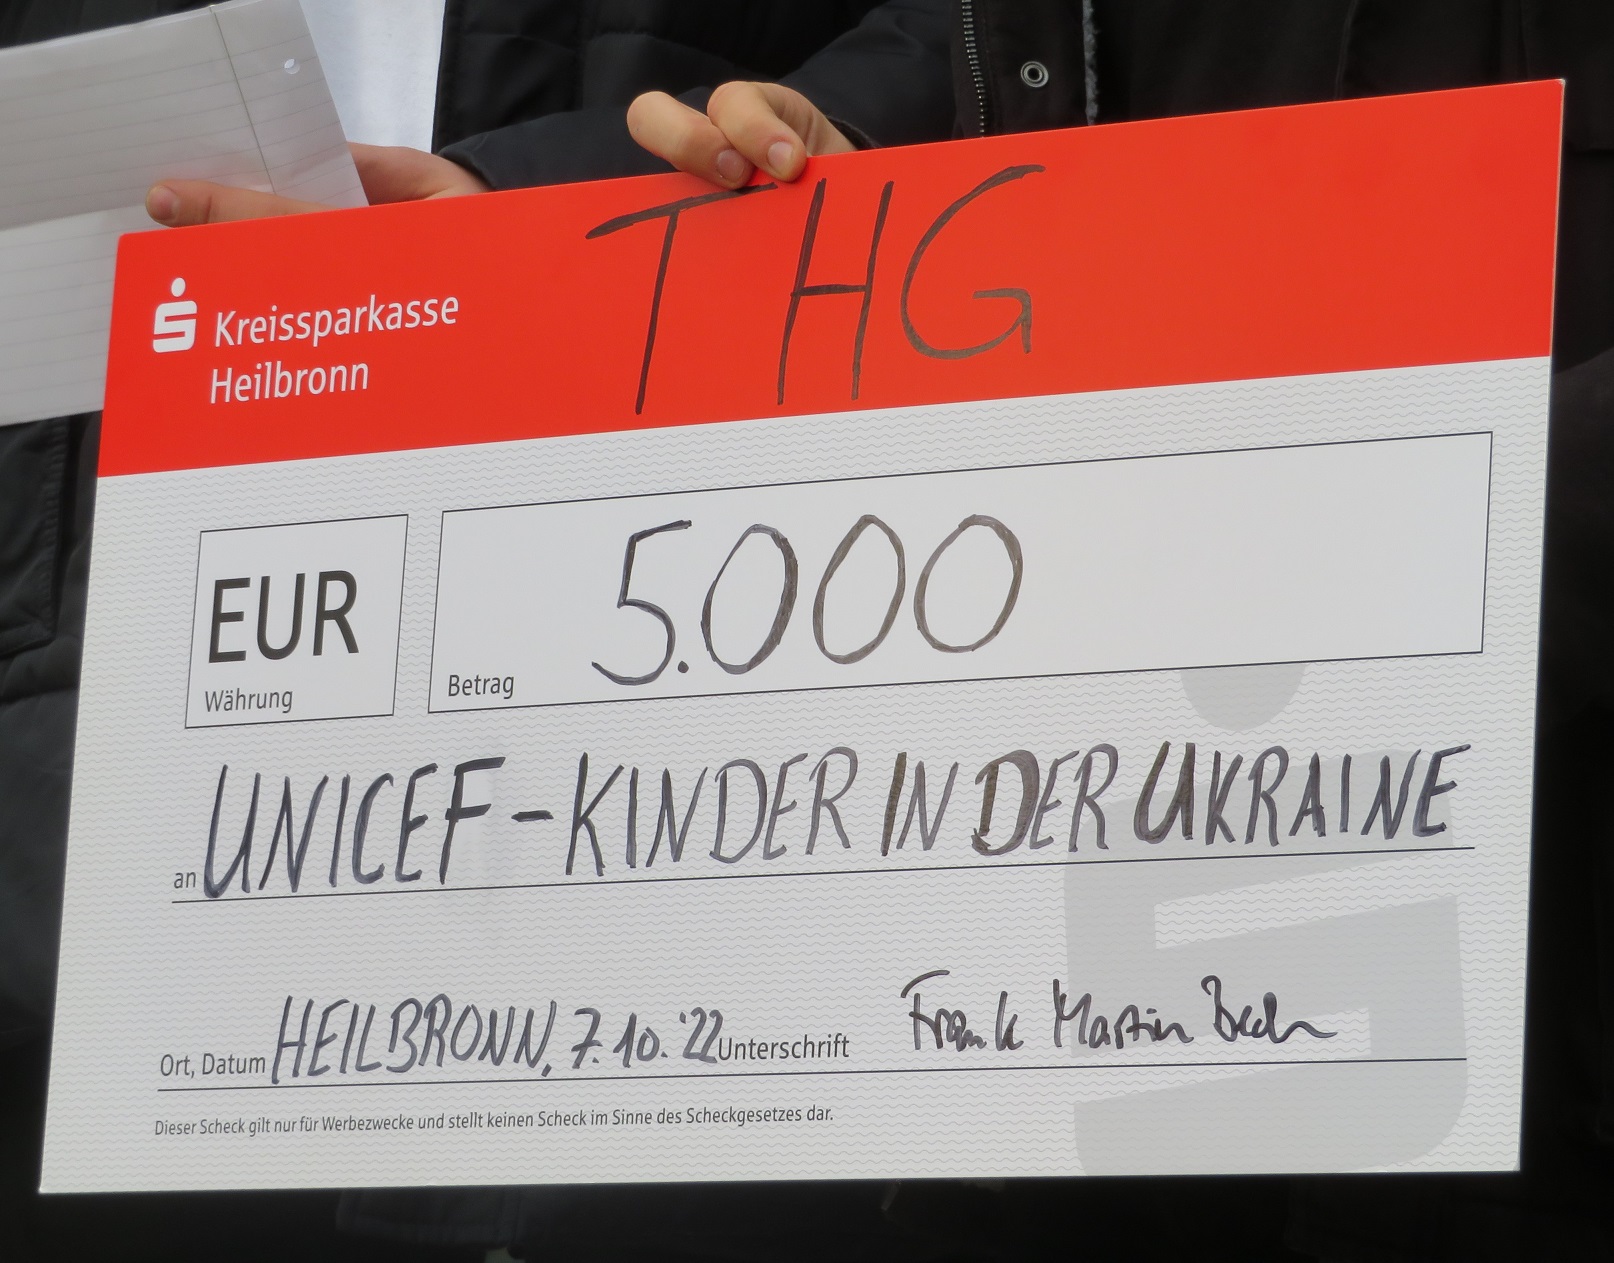 THG
Kreissparkasse
Heilbronn
EUR
Währung
5.000
Betrag
an UNICEF - KINDER IN DER UKRAINE
Ort, Datum HEILBRONN, 7.10.'22 Unterschrift Frank Martin Beck
Dieser Scheck gilt nur für Werbezwecke und stellt keinen Scheck im Sinne des Scheckgesetzes dar.